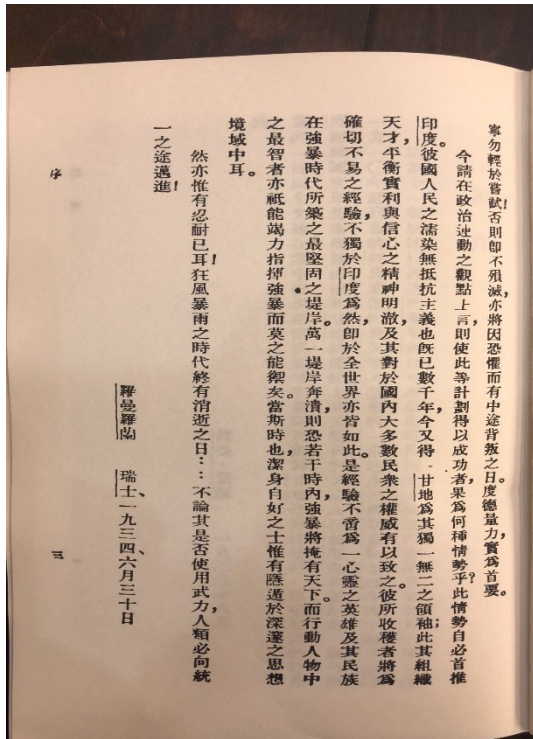 寧勿輕於嘗試!否則卽不殞滅,亦將因恐懼而有中途背叛之日。度德量力,實爲首要。
今請在政治運動之觀點上言,則使此等計劃得以成功者,果爲何種情勢乎?此情勢自必首推
印度。彼國人民之濡染無抵抗主義也旣已數千年,今又得甘地爲其獨一無二之領袖;此其組織
天才,平衡實利與信心之精神明澈,及其對於國內大多數民衆之權威有以致之。彼所收穫者將爲
確切不易之經驗,不獨於印度爲然,卽於全世界亦皆如此。是經驗不啻爲一心靈之英雄及其民族
在強暴時代所築之最堅固之堤岸。萬一堤岸奔潰,則恐若干時內,強暴將掩有天下。而行動人物中
之最智者亦祇能竭力指揮強暴而莫之能禦矣。當斯時也,潔身自好之士惟有隱遁於深邃之思想
境域中耳。
然亦惟有忍耐已耳!狂風暴雨之時代終有消逝之日……不論其是否使用武力,人類必向統
一之途邁進!
羅曼羅蘭 瑞士、一九三四、六月三十日
序
三